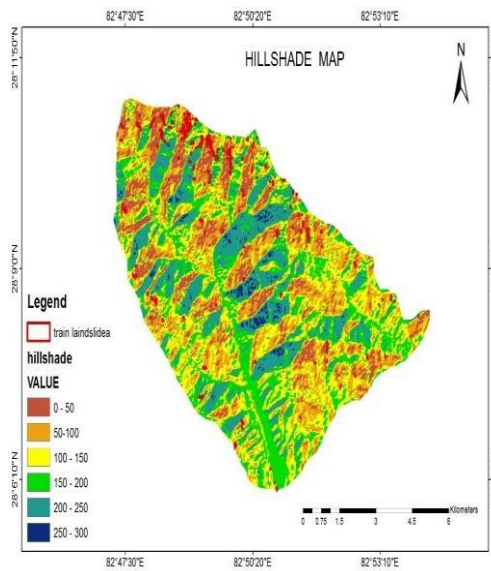 82°47'30"E 82°50'20"E 82°53'10"E
28°11'50"N
HILLSHADE MAP
N
28°9'0"N
Legend
train laindslidea
hillshade
VALUE
0 - 50
50-100
100 - 150
150 - 200
200 - 250
250 - 300
28°6'10"N
Kilometers
0 0.75 1.5 3 4.5 6
82°47'30"E 82°50'20"E 82°53'10"E